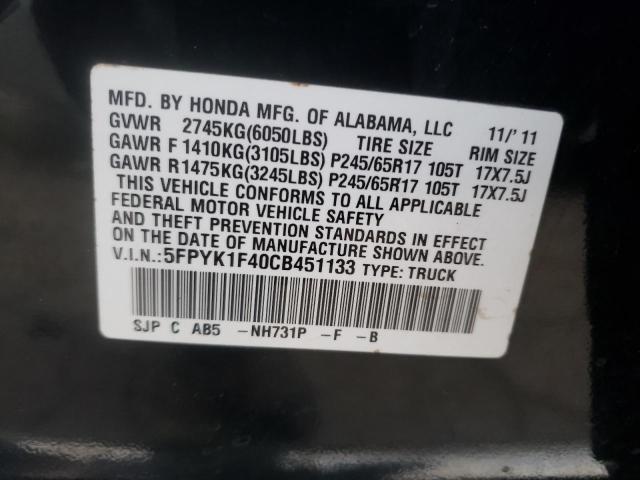 MFD. BY HONDA MFG. OF ALABAMA, LLC 11/'11
GVWR 2745KG(6050LBS) TIRE SIZE RIM SIZE
GAWR F 1410KG(3105LBS) P245/65R17 105T 17X7.5J
GAWR R1475KG(3245LBS) P245/65R17 105T 17X7.5J
THIS VEHICLE CONFORMS TO ALL APPLICABLE
FEDERAL MOTOR VEHICLE SAFETY
AND THEFT PREVENTION STANDARDS IN EFFECT
ON THE DATE OF MANUFACTURE SHOWN ABOVE.
V.I.N.:5FPYK1F40CB451133 TYPE: TRUCK
SJP C AB5 -NH731P -F -B